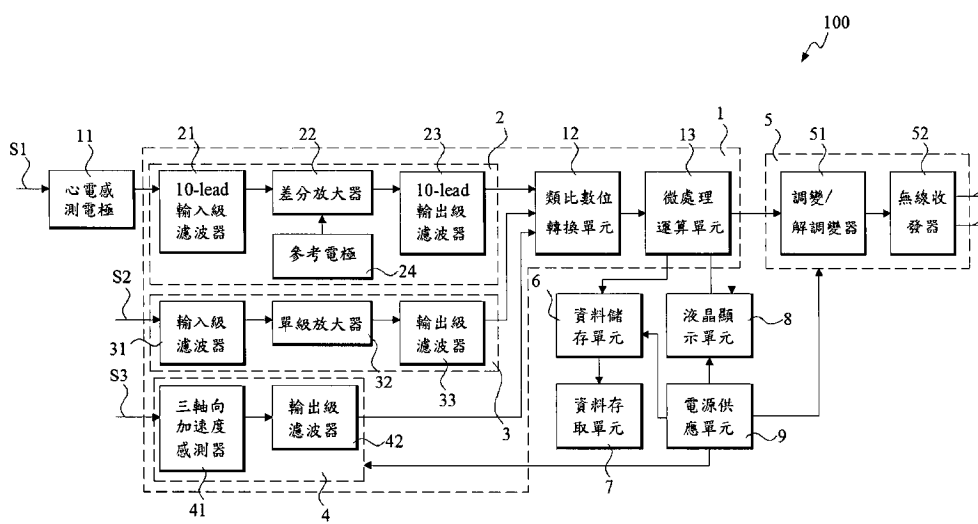 100
S1
11
21
22
23
2
12
13
1
5
51
52
心電感
測電極
10-lead
輸入級
濾波器
差分放大器
10-lead
輸出級
濾波器
類比數位
轉換單元
微處理
運算單元
調變/
解調變器
無線收
發器
參考電極
24
S2
輸入級
濾波器
31
單級放大器
32
輸出級
濾波器
33
3
6
資料儲
存單元
液晶顯
示單元
8
S3
三軸向
加速度
感測器
41
輸出級
濾波器
42
4
資料存
取單元
7
電源供
應單元
9